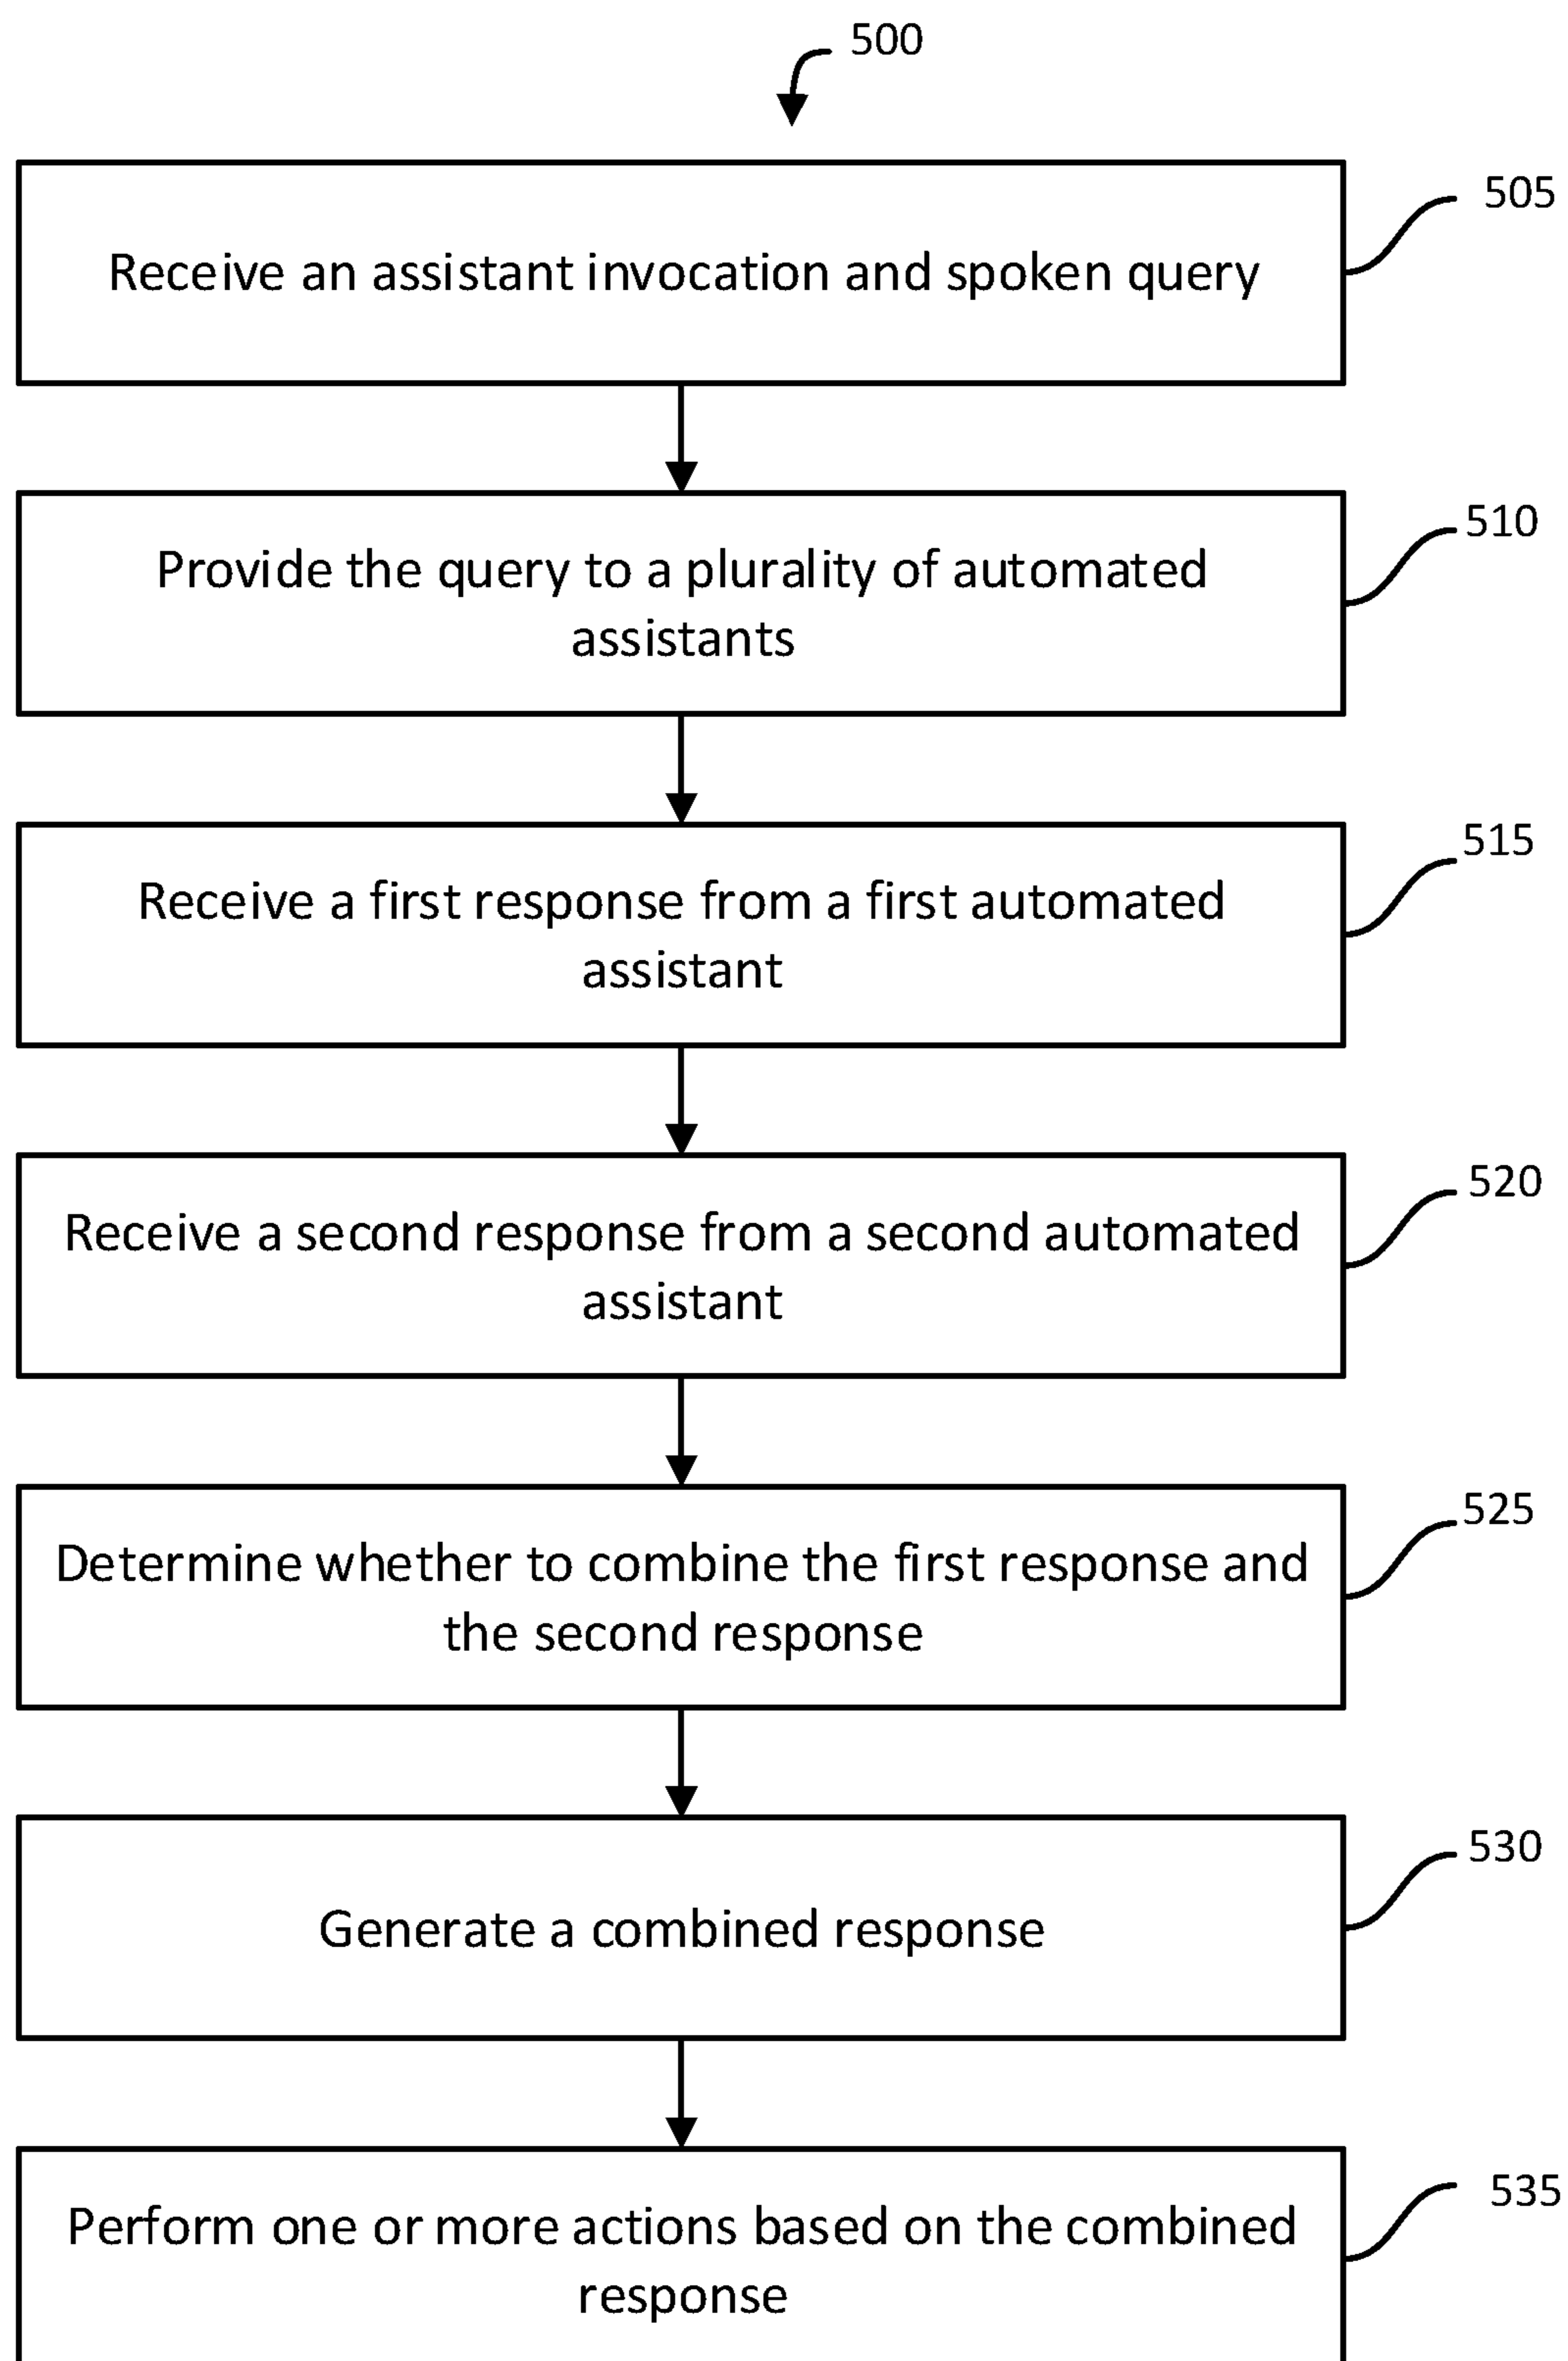 500
505
Receive an assistant invocation and spoken query
510
Provide the query to a plurality of automated
assistants
515
Receive a first response from a first automated
assistant
520
Receive a second response from a second automated
assistant
525
Determine whether to combine the first response and
the second response
530
Generate a combined response
535
Perform one or more actions based on the combined
response